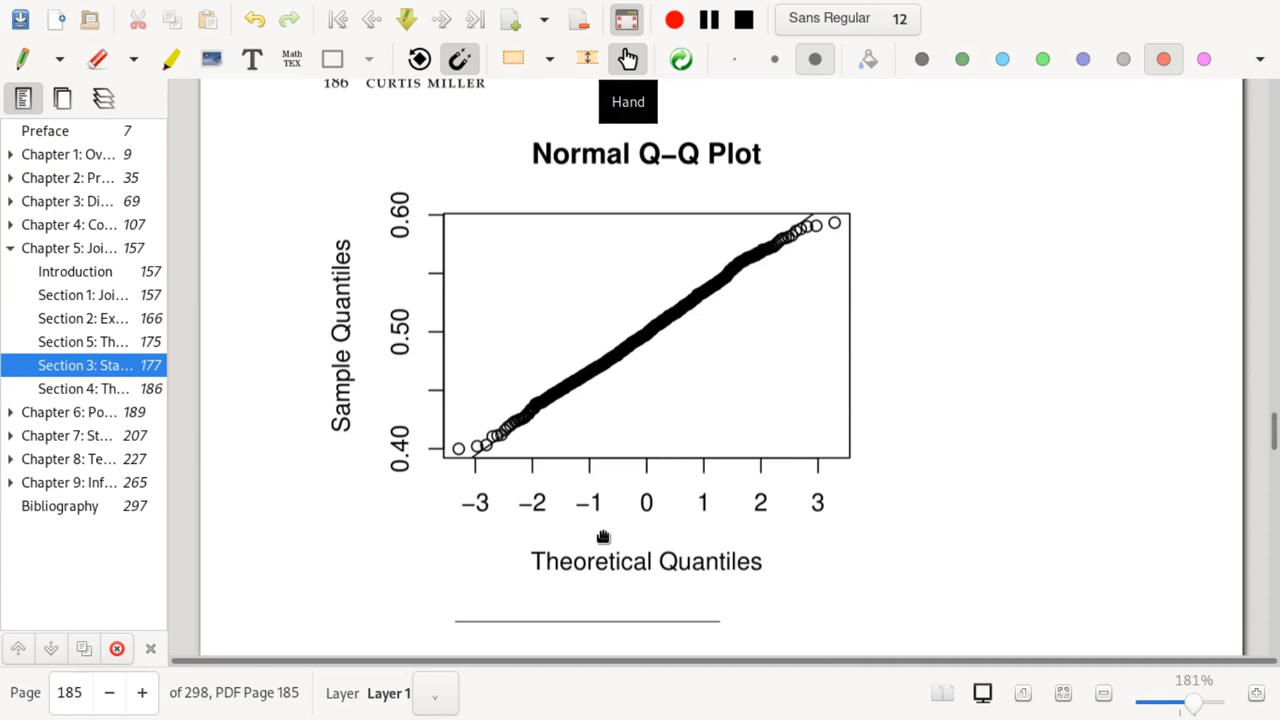 Sans Regular 12
Math
TEX
186 CURTIS MILLER
Hand
Preface 7
Chapter 1: Ov... 9
Chapter 2: Pr... 35
Chapter 3: Di... 69
Chapter 4: Co... 107
Chapter 5: Joi... 157
Introduction 157
Section 1: Joi... 157
Section 2: Ex... 166
Section 5: Th... 175
Section 3: Sta... 177
Section 4: Th... 186
Chapter 6: Po... 189
Chapter 7: St... 207
Chapter 8: Te... 227
Chapter 9: Inf... 265
Bibliography 297
Normal Q–Q Plot
Sample Quantiles
0.60
0.50
0.40
−3 −2 −1 0 1 2 3
Theoretical Quantiles
Page 185 of 298, PDF Page 185 Layer Layer 1
181%